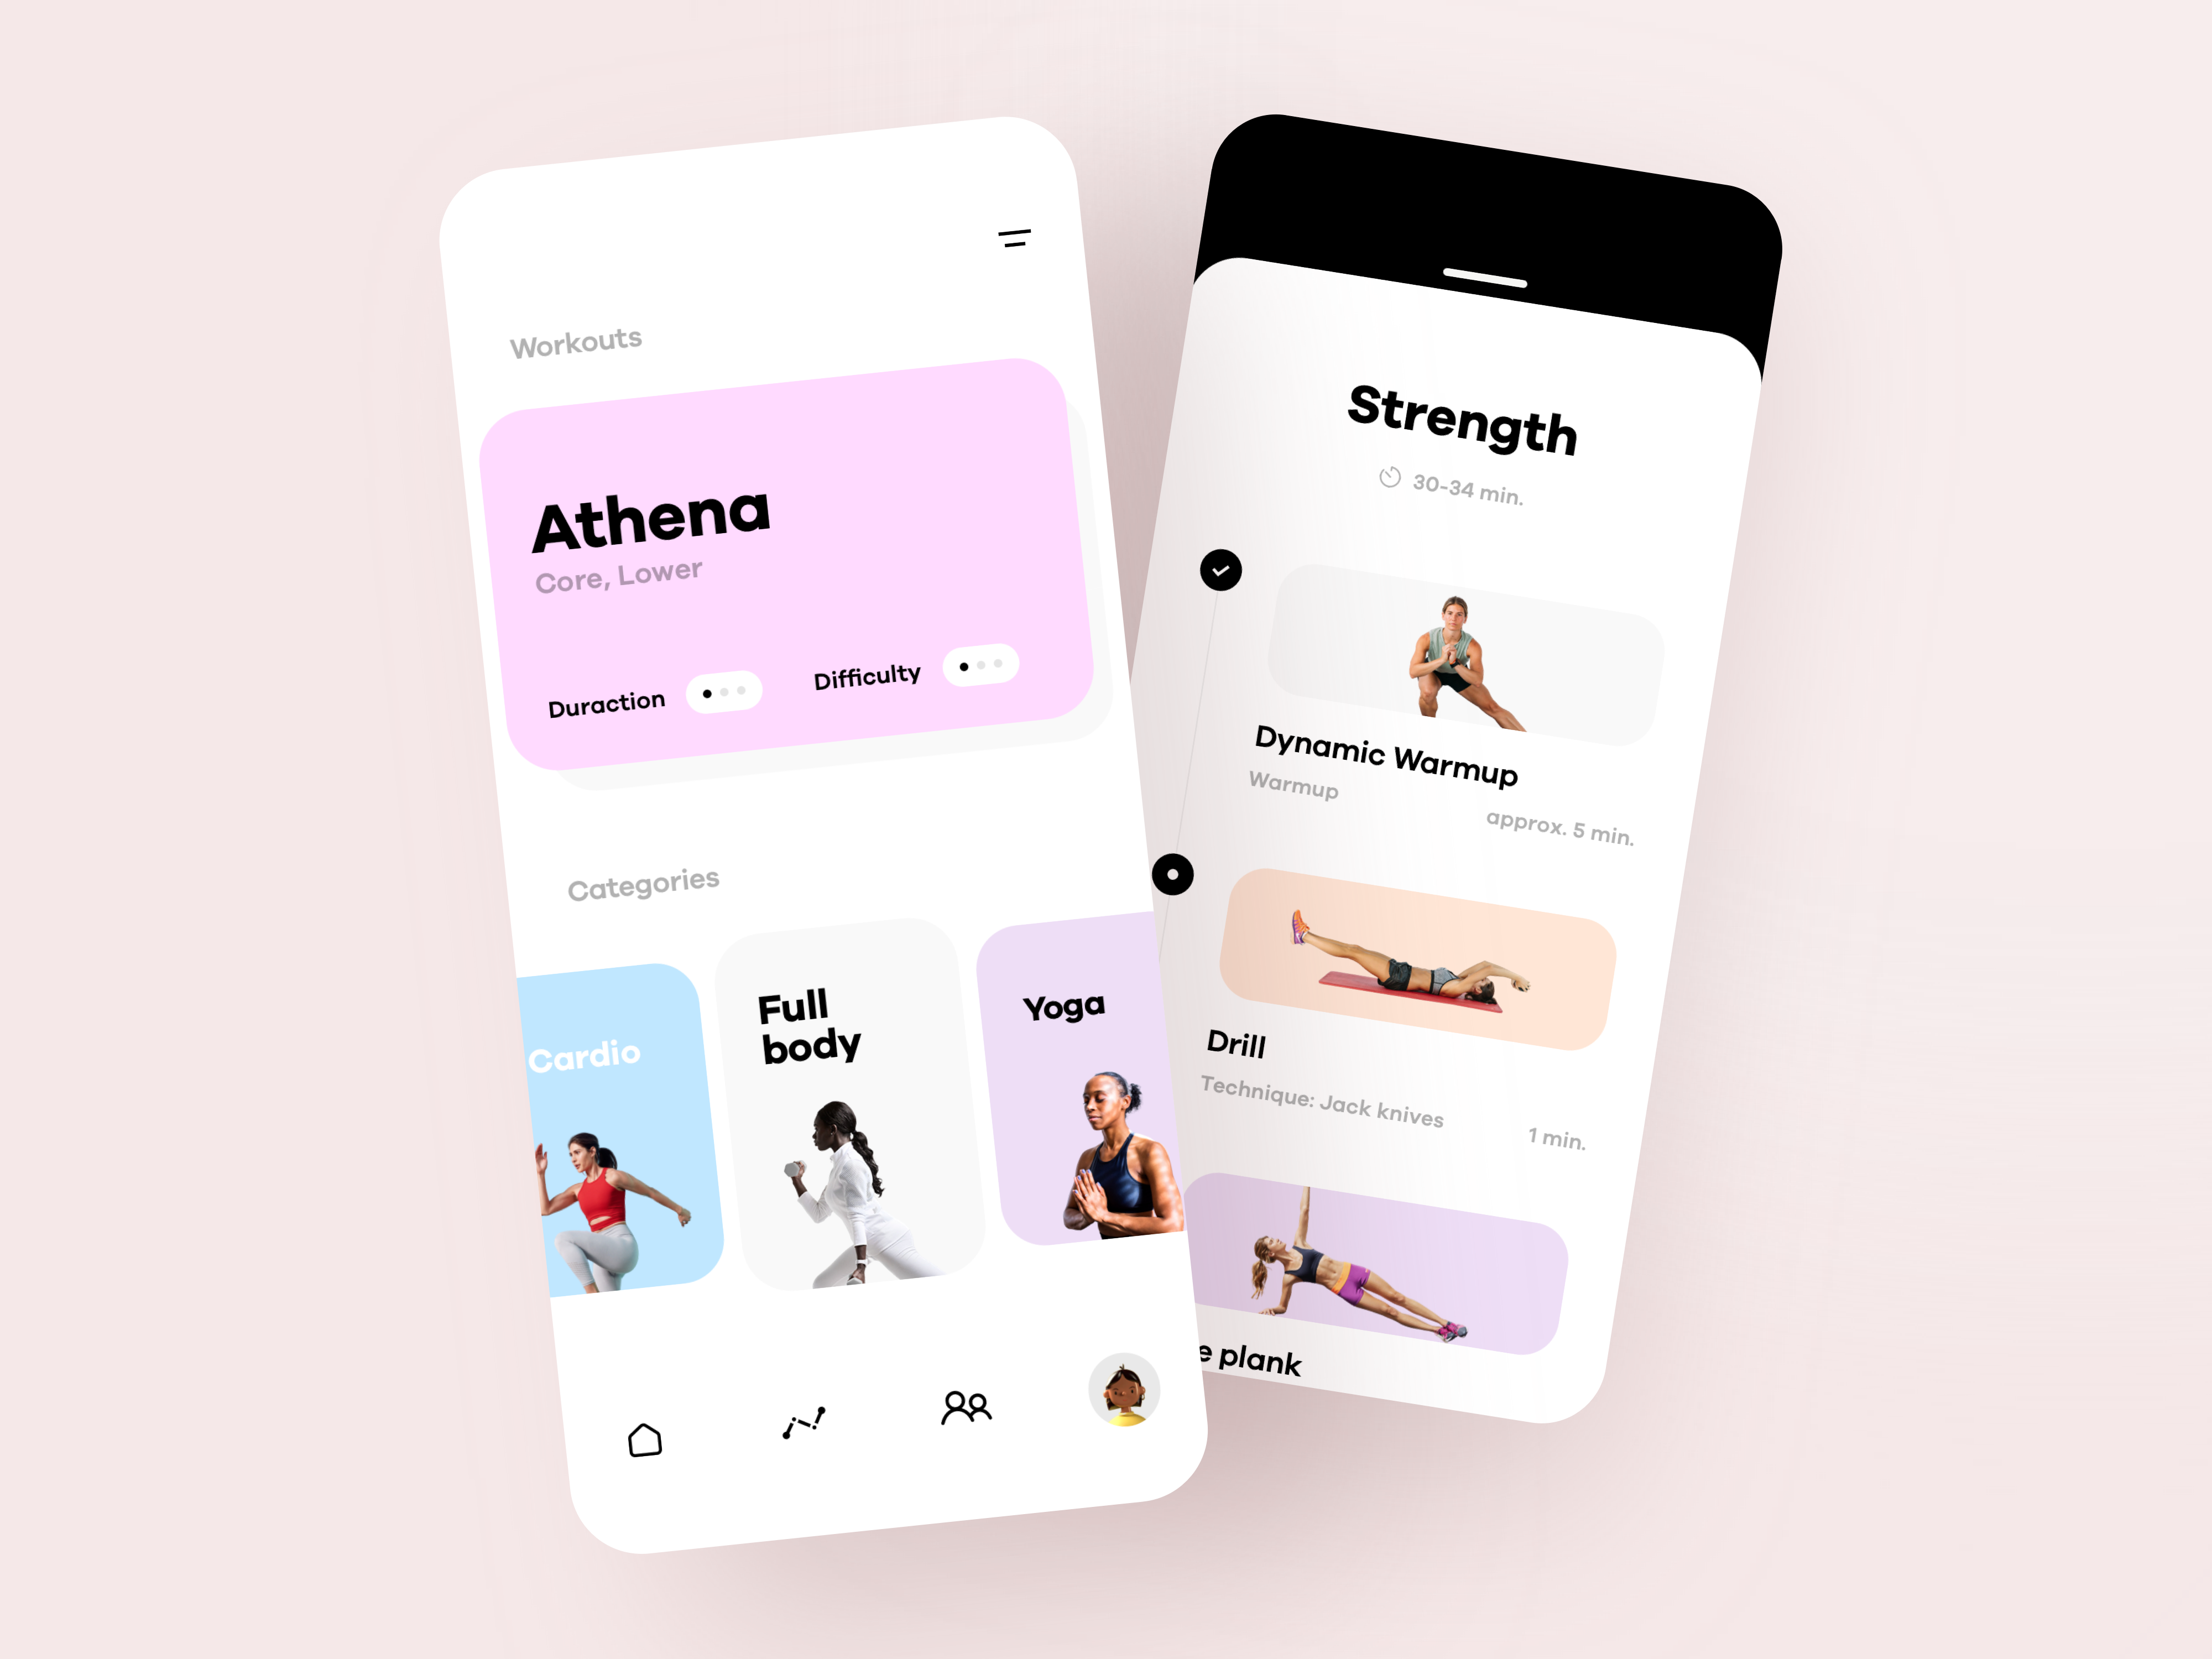 Workouts
Athena
Core, Lower
Duraction
Difficulty
Categories
Cardio
Full
body
Yoga
Strength
30-34 min.
Dynamic Warmup
Warmup
approx. 5 min.
Drill
Technique: Jack knives
1 min.
e plank